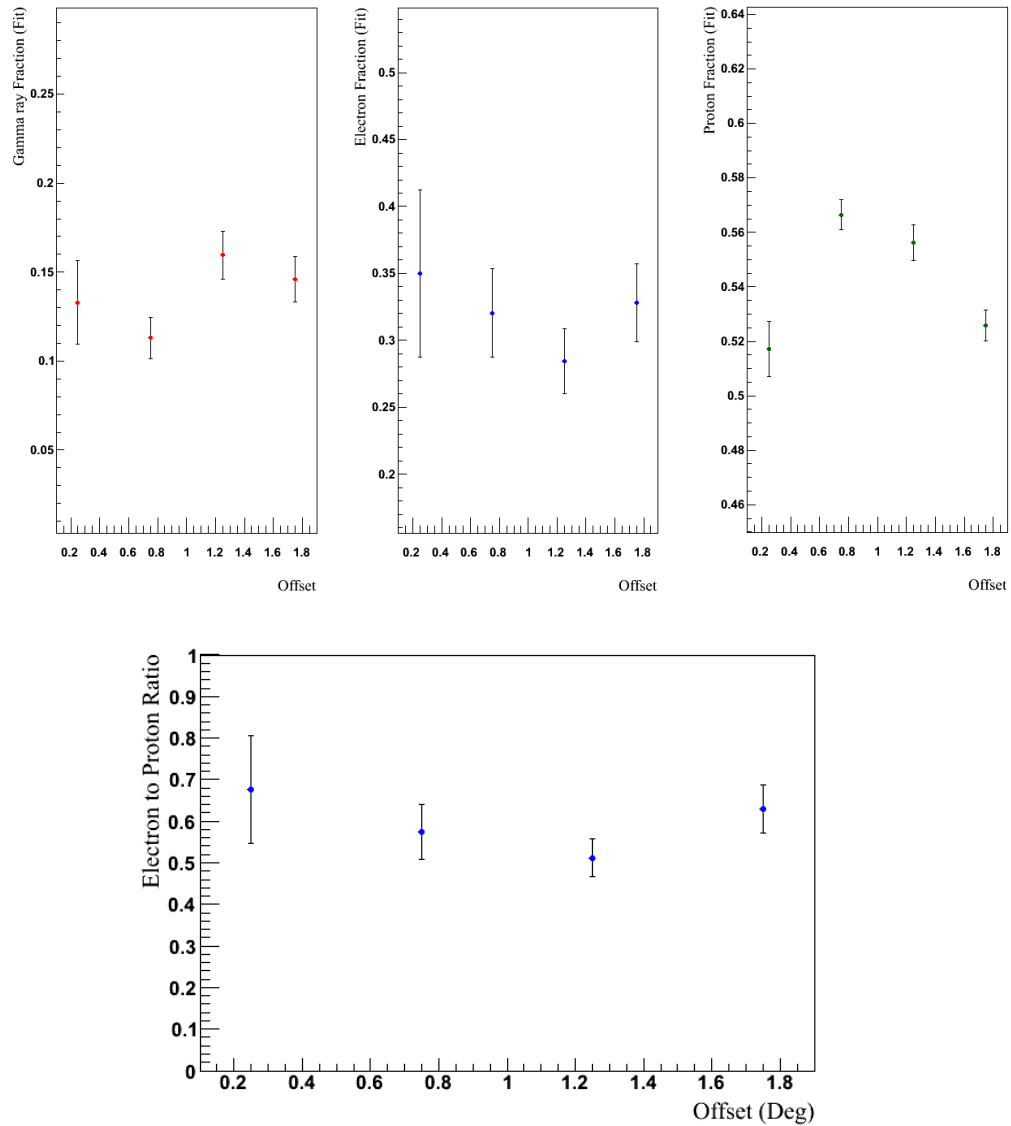 Gamma ray Fraction (Fit)
0.25
0.2
0.15
0.1
0.05
0.2 0.4 0.6 0.8 1 1.2 1.4 1.6 1.8
Offset
Electron Fraction (Fit)
0.5
0.45
0.4
0.35
0.3
0.25
0.2
0.2 0.4 0.6 0.8 1 1.2 1.4 1.6 1.8
Offset
Proton Fraction (Fit)
0.64
0.62
0.6
0.58
0.56
0.54
0.52
0.5
0.48
0.46
0.2 0.4 0.6 0.8 1 1.2 1.4 1.6 1.8
Offset
Electron to Proton Ratio
1
0.9
0.8
0.7
0.6
0.5
0.4
0.3
0.2
0.1
0
0.2 0.4 0.6 0.8 1 1.2 1.4 1.6 1.8
Offset (Deg)